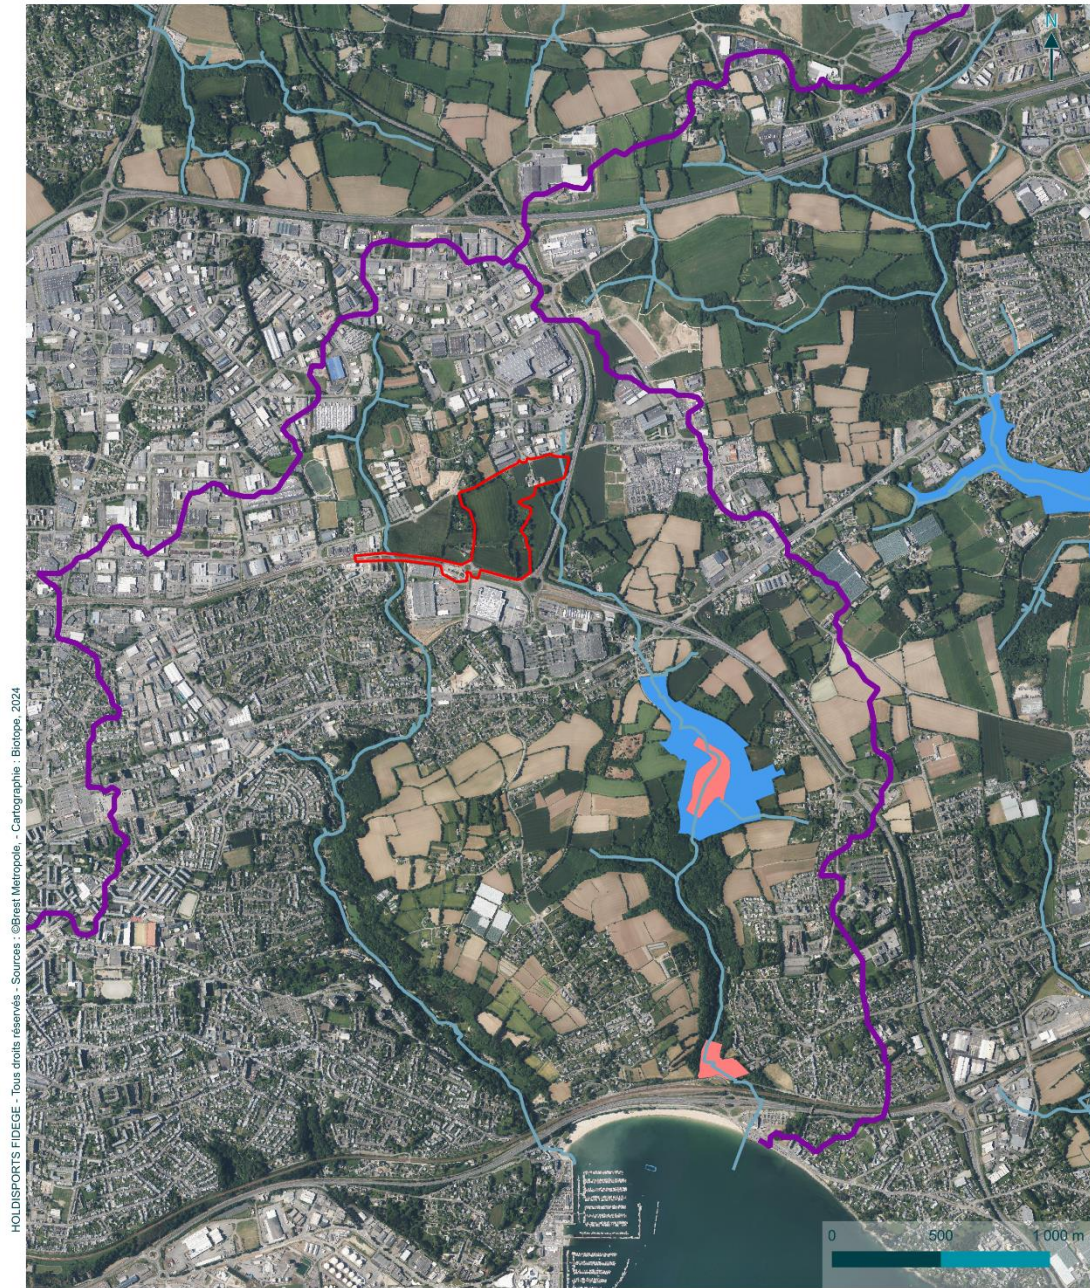 N
HOLDISPORTS FIDEGE - Tous droits réservés - Sources : ©Brest Metropole, - Cartographie : Biotope, 2024
0 500 1 000 m